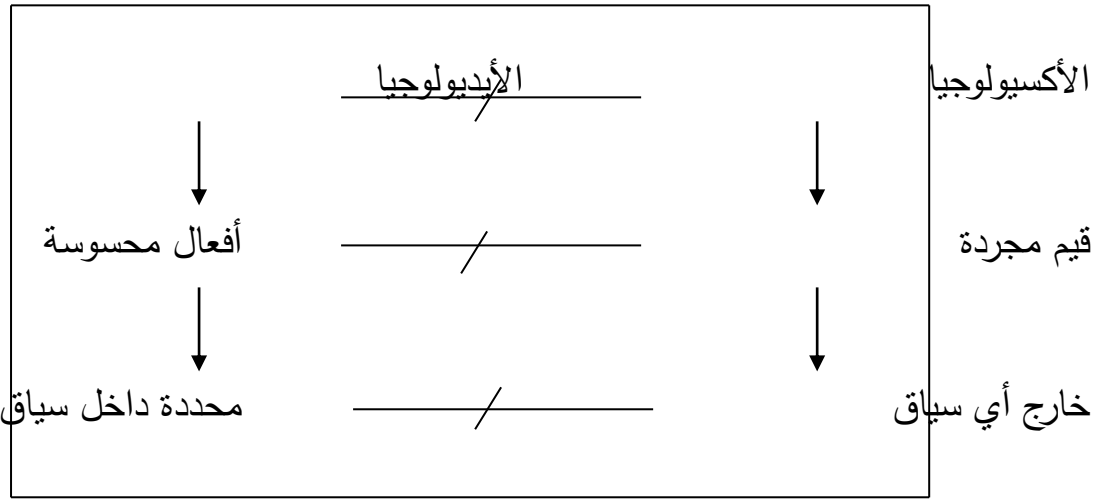 الأكسيولوجيا الأيديولوجيا
قيم مجردة أفعال محسوسة
خارج أي سياق محددة داخل سياق